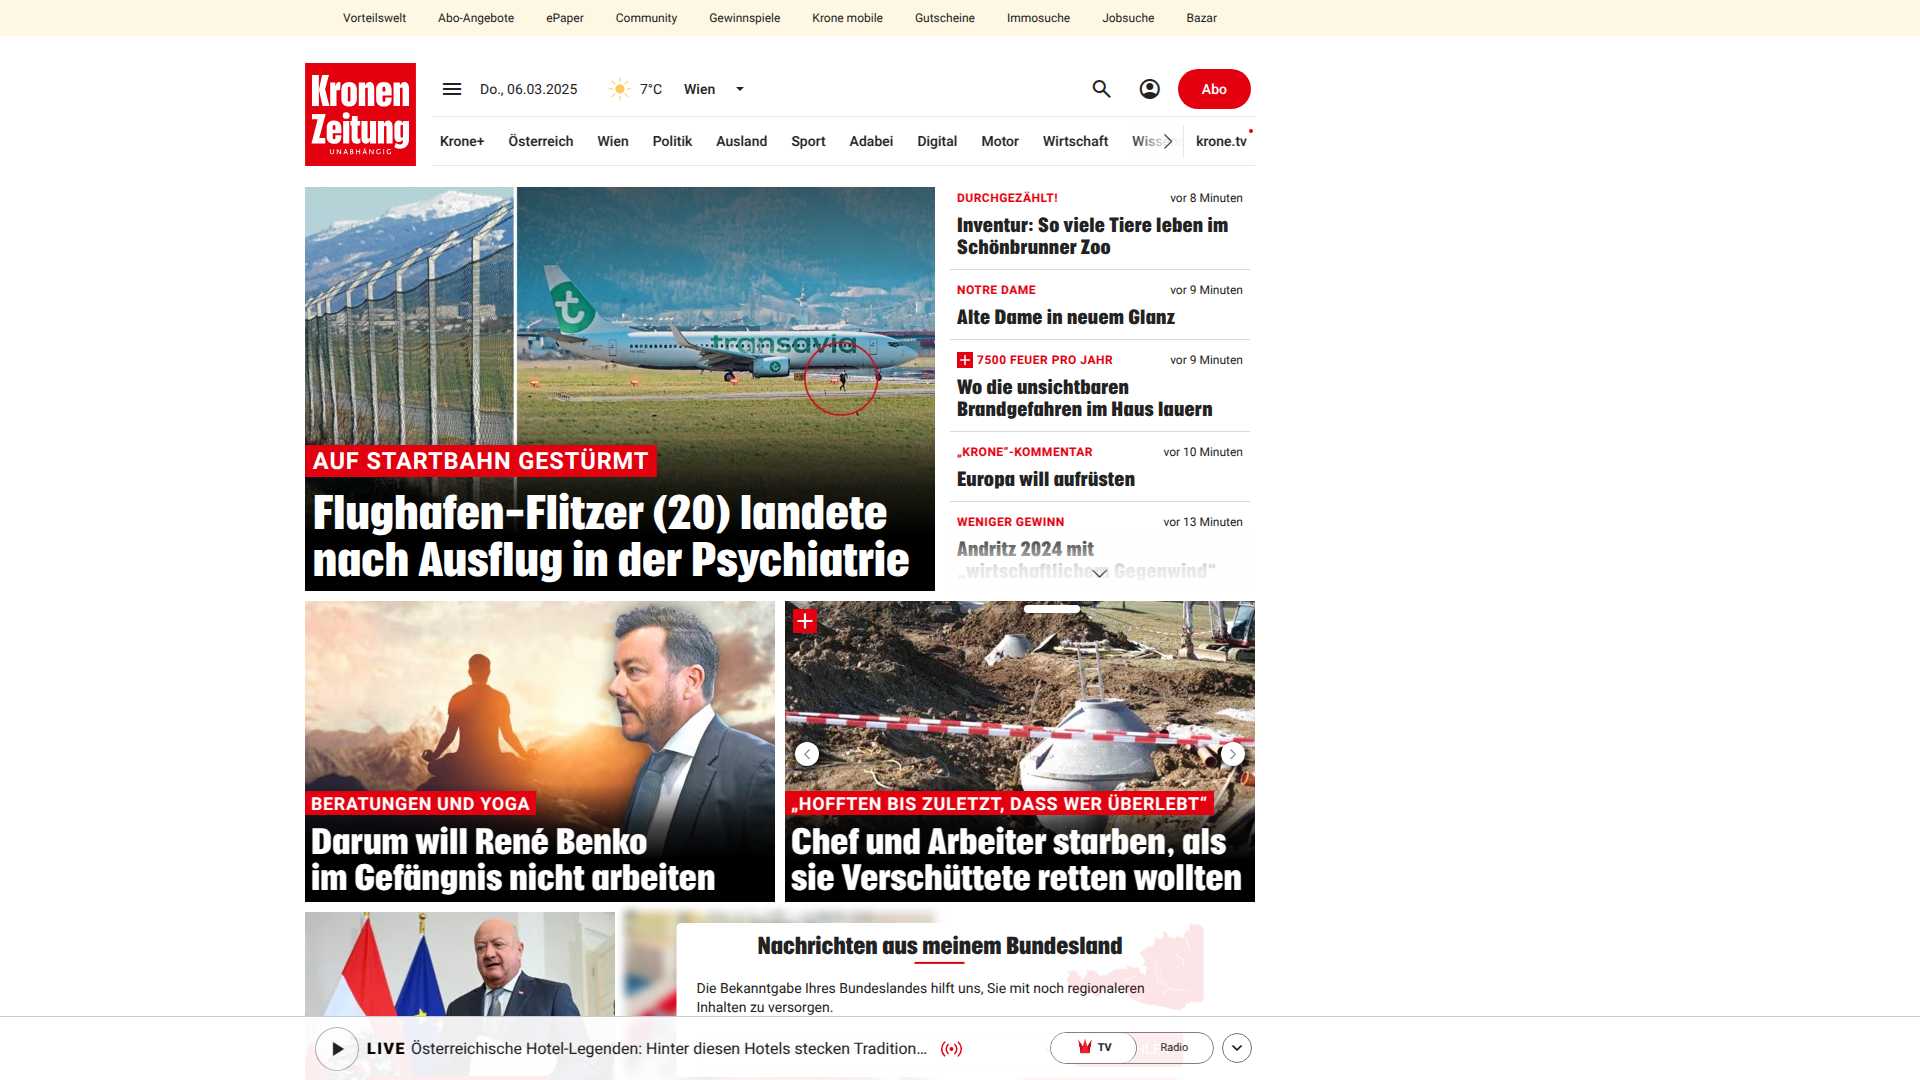 Vorteilswelt Abo-Angebote ePaper Community Gewinnspiele Krone mobile Gutscheine Immosuche Jobsuche Bazar
Kronen
Zeitung
UNABHÄNGIG
Do., 06.03.2025 7°C Wien Abo
Krone+ Österreich Wien Politik Ausland Sport Adabei Digital Motor Wirtschaft krone.tv
transavia
AUF STARTBAHN GESTÜRMT
Flughafen-Flitzer (20) landete
nach Ausflug in der Psychiatrie
DURCHGEZÄHLT! vor 8 Minuten
Inventur: So viele Tiere leben im
Schönbrunner Zoo
NOTRE DAME vor 9 Minuten
Alte Dame in neuem Glanz
7500 FEUER PRO JAHR vor 9 Minuten
Wo die unsichtbaren
Brandgefahren im Haus lauern
„KRONE“-KOMMENTAR vor 10 Minuten
Europa will aufrüsten
WENIGER GEWINN vor 13 Minuten
Andritz 2024 mit
„wirtschaftlichem Gegenwind“
BERATUNGEN UND YOGA
Darum will René Benko
im Gefängnis nicht arbeiten
„HOFFTEN BIS ZULETZT, DASS WER ÜBERLEBT“
Chef und Arbeiter starben, als
sie Verschüttete retten wollten
Nachrichten aus meinem Bundesland
Die Bekanntgabe Ihres Bundeslandes hilft uns, Sie mit noch regionaleren
Inhalten zu versorgen.
LIVE Österreichische Hotel-Legenden: Hinter diesen Hotels stecken Tradition... TV Radio